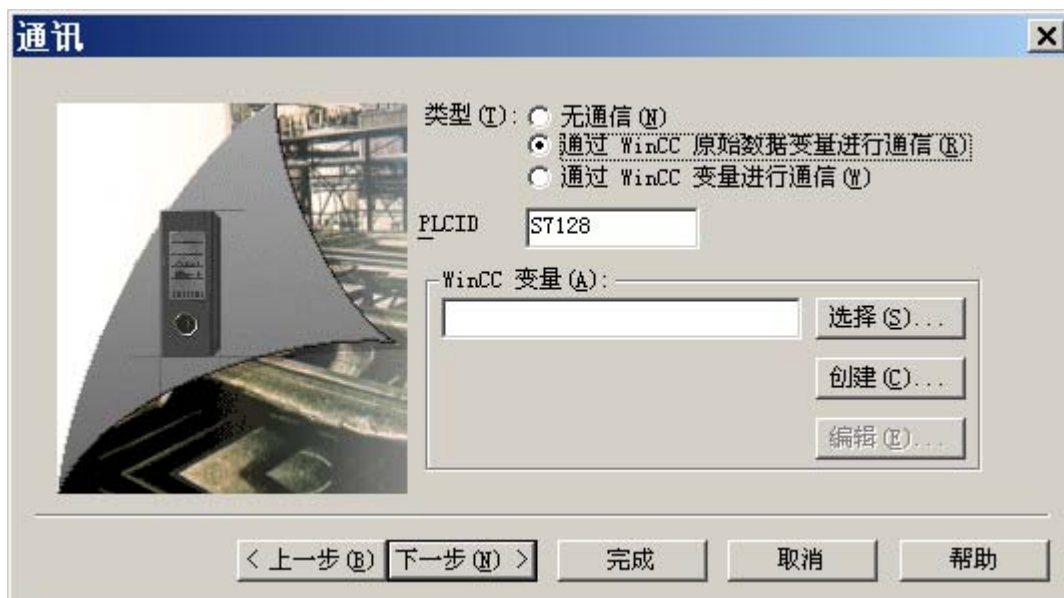 通讯
类型(T): 无通信(N)
通过 WinCC 原始数据变量进行通信(R)
通过 WinCC 变量进行通信(W)
PLCID S7128
WinCC 变量(A):
选择(S)...
创建(C)...
编辑(E)...
< 上一步(B) 下一步(N) > 完成 取消 帮助